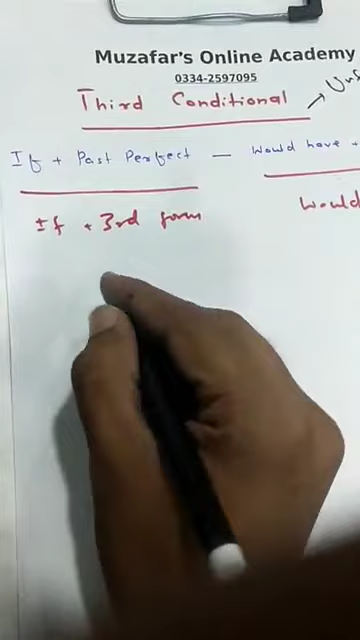 Muzafar's Online Academy
0334-2597095
Third Conditional
If + Past Perfect — Would have +
If + 3rd form Would